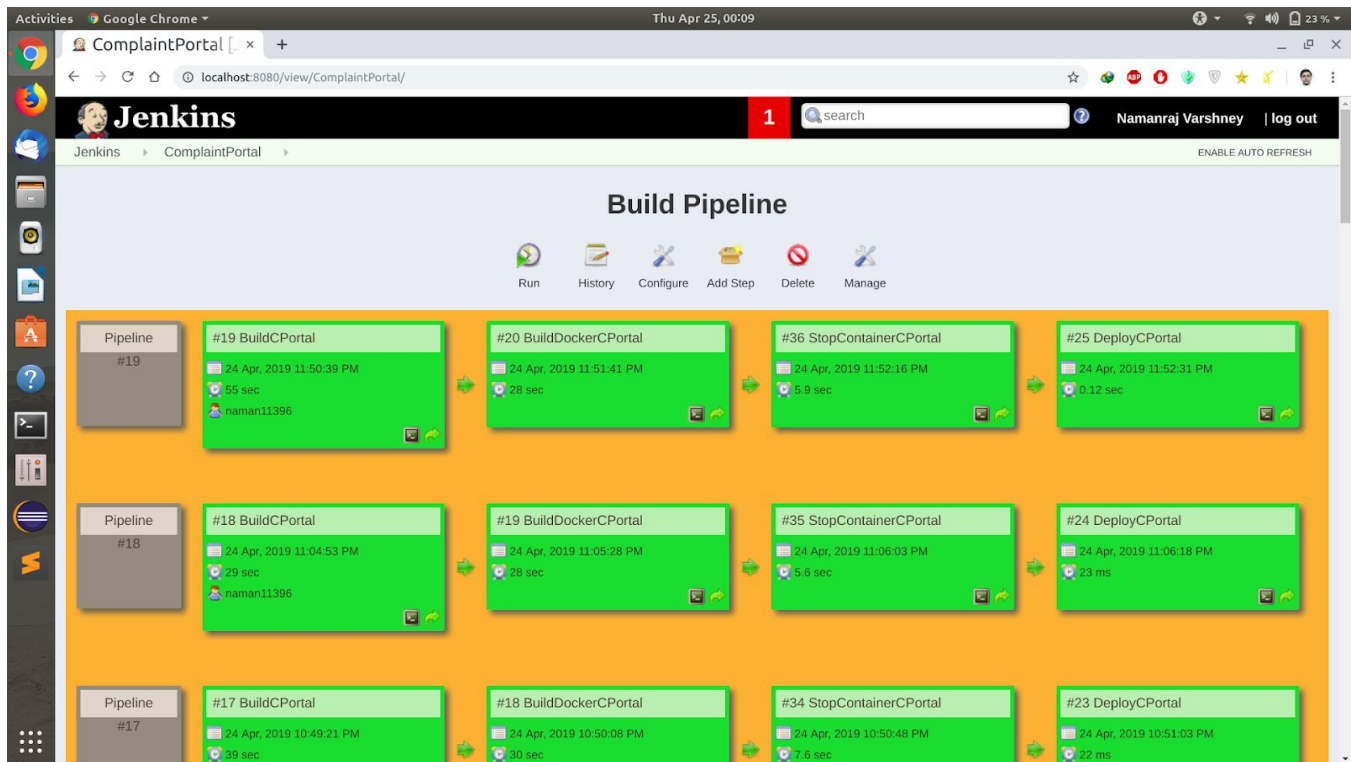 Activities Google Chrome Thu Apr 25, 00:09 23 %
ComplaintPortal [
localhost:8080/view/ComplaintPortal/
ABP
Jenkins 1 search Namanraj Varshney | log out
Jenkins ComplaintPortal ENABLE AUTO REFRESH
Build Pipeline
Run History Configure Add Step Delete Manage
Pipeline
#19
#19 BuildCPortal
24 Apr, 2019 11:50:39 PM
55 sec
naman11396
#20 BuildDockerCPortal
24 Apr, 2019 11:51:41 PM
28 sec
#36 StopContainerCPortal
24 Apr, 2019 11:52:16 PM
5.9 sec
#25 DeployCPortal
24 Apr, 2019 11:52:31 PM
0.12 sec
Pipeline
#18
#18 BuildCPortal
24 Apr, 2019 11:04:53 PM
29 sec
naman11396
#19 BuildDockerCPortal
24 Apr, 2019 11:05:28 PM
28 sec
#35 StopContainerCPortal
24 Apr, 2019 11:06:03 PM
5.6 sec
#24 DeployCPortal
24 Apr, 2019 11:06:18 PM
23 ms
Pipeline
#17
#17 BuildCPortal
24 Apr, 2019 10:49:21 PM
39 sec
#18 BuildDockerCPortal
24 Apr, 2019 10:50:08 PM
30 sec
#34 StopContainerCPortal
24 Apr, 2019 10:50:48 PM
7.6 sec
#23 DeployCPortal
24 Apr, 2019 10:51:03 PM
22 ms